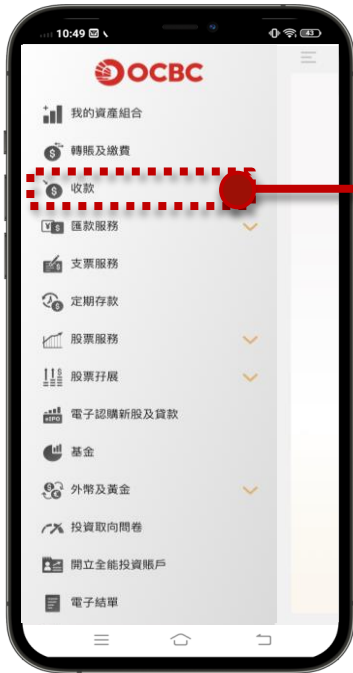 10:49
43
OCBC
我的資產組合
轉賬及繳費
收款
匯款服務
支票服務
定期存款
股票服務
股票孖展
eIPO
電子認購新股及貸款
基金
外幣及黃金
投資取向問卷
開立全能投資賬戶
電子結單